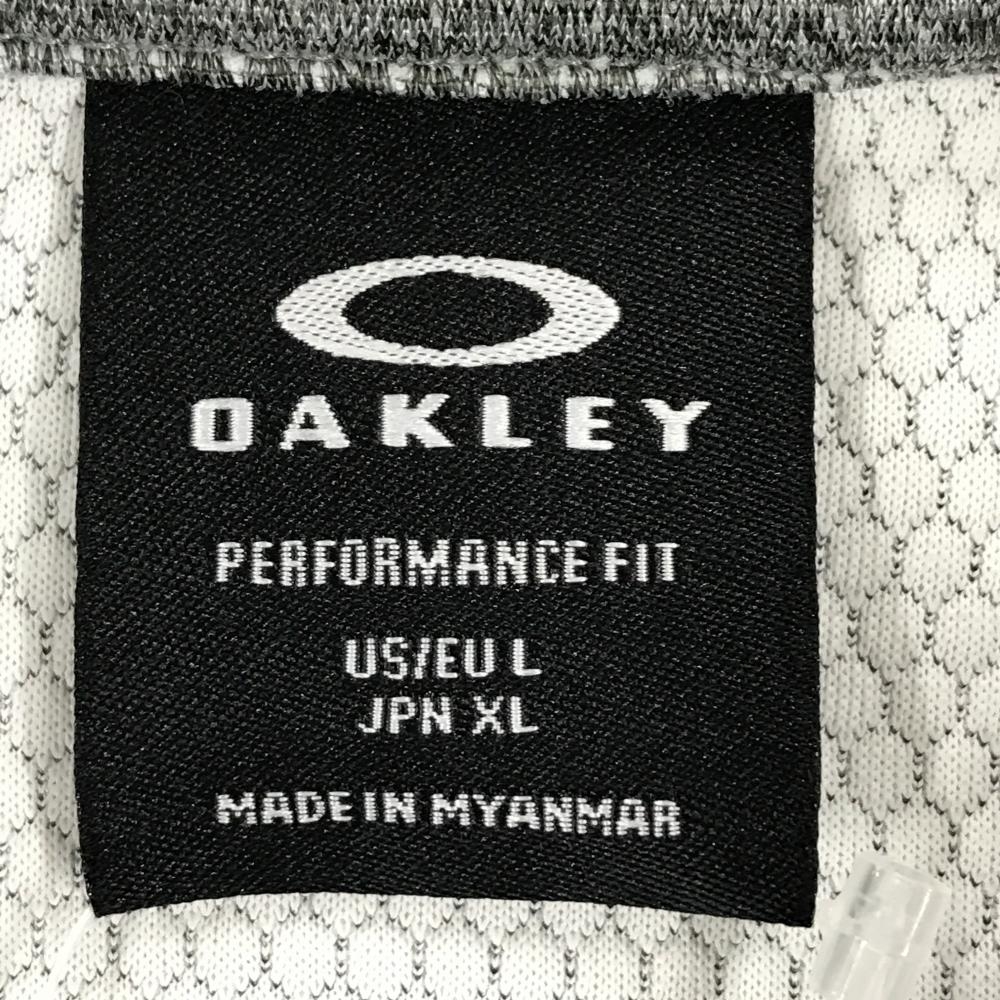 OAKLEY
PERFORMANCE FIT
US/EU L
JPN XL
MADE IN MYANMAR